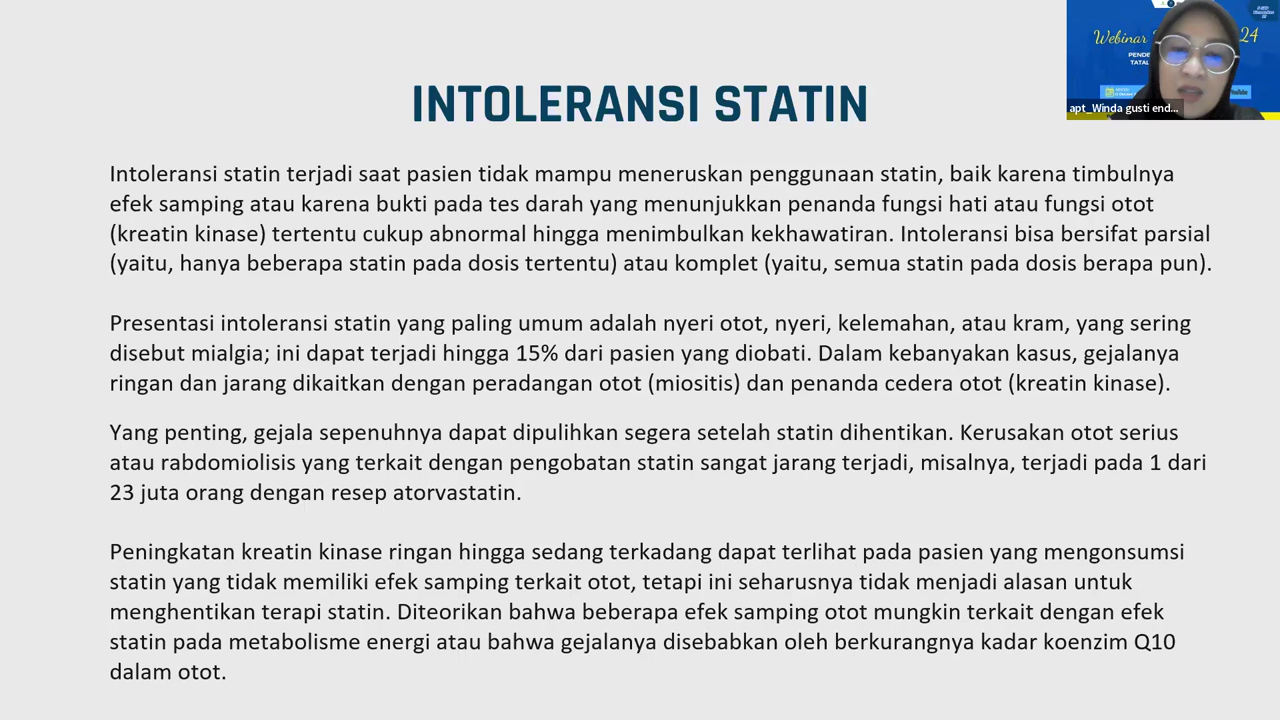 INTOLERANSI STATIN
Intoleransi statin terjadi saat pasien tidak mampu meneruskan penggunaan statin, baik karena timbulnya
efek samping atau karena bukti pada tes darah yang menunjukkan penanda fungsi hati atau fungsi otot
(kreatin kinase) tertentu cukup abnormal hingga menimbulkan kekhawatiran. Intoleransi bisa bersifat parsial
(yaitu, hanya beberapa statin pada dosis tertentu) atau komplet (yaitu, semua statin pada dosis berapa pun).
Presentasi intoleransi statin yang paling umum adalah nyeri otot, nyeri, kelemahan, atau kram, yang sering
disebut mialgia; ini dapat terjadi hingga 15% dari pasien yang diobati. Dalam kebanyakan kasus, gejalanya
ringan dan jarang dikaitkan dengan peradangan otot (miositis) dan penanda cedera otot (kreatin kinase).
Yang penting, gejala sepenuhnya dapat dipulihkan segera setelah statin dihentikan. Kerusakan otot serius
atau rabdomiolisis yang terkait dengan pengobatan statin sangat jarang terjadi, misalnya, terjadi pada 1 dari
23 juta orang dengan resep atorvastatin.
Peningkatan kreatin kinase ringan hingga sedang terkadang dapat terlihat pada pasien yang mengonsumsi
statin yang tidak memiliki efek samping terkait otot, tetapi ini seharusnya tidak menjadi alasan untuk
menghentikan terapi statin. Diteorikan bahwa beberapa efek samping otot mungkin terkait dengan efek
statin pada metabolisme energi atau bahwa gejalanya disebabkan oleh berkurangnya kadar koenzim Q10
dalam otot.
Webinar 24
PENDE
TATAL
apt_Winda gusti end...